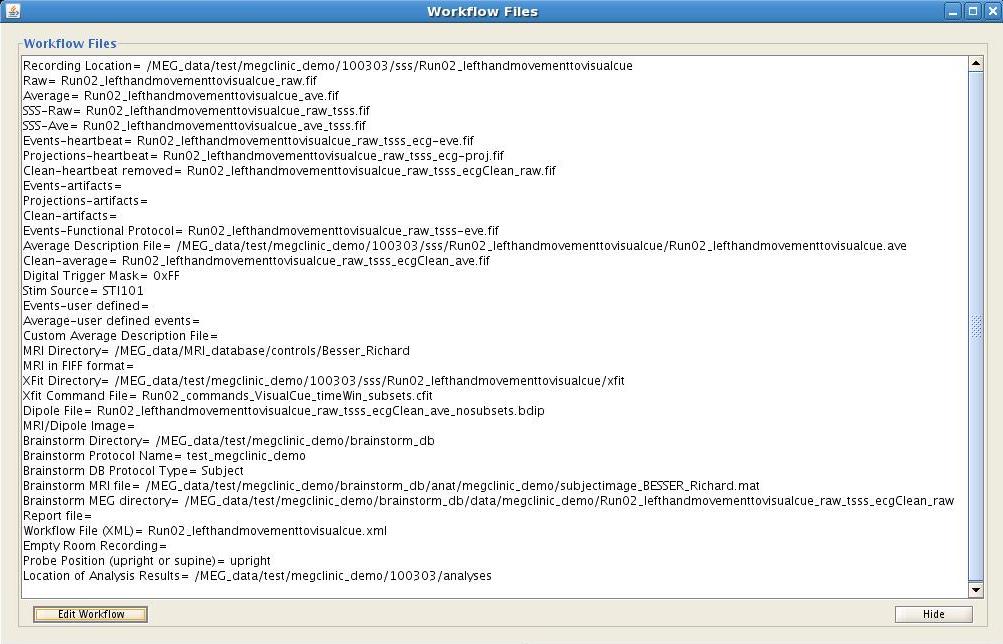 Workflow Files
Workflow Files
Recording Location= /MEG_data/test/megclinic_demo/100303/sss/Run02_lefthandmovementtovisualcue
Raw= Run02_lefthandmovementtovisualcue_raw.fif
Average= Run02_lefthandmovementtovisualcue_ave.fif
SSS-Raw= Run02_lefthandmovementtovisualcue_raw_tsss.fif
SSS-Ave= Run02_lefthandmovementtovisualcue_ave_tsss.fif
Events-heartbeat= Run02_lefthandmovementtovisualcue_raw_tsss_ecg-eve.fif
Projections-heartbeat= Run02_lefthandmovementtovisualcue_raw_tsss_ecg-proj.fif
Clean-heartbeat removed= Run02_lefthandmovementtovisualcue_raw_tsss_ecgClean_raw.fif
Events-artifacts=
Projections-artifacts=
Clean-artifacts=
Events-Functional Protocol= Run02_lefthandmovementtovisualcue_raw_tsss-eve.fif
Average Description File= /MEG_data/test/megclinic_demo/100303/sss/Run02_lefthandmovementtovisualcue/Run02_lefthandmovementtovisualcue.ave
Clean-average= Run02_lefthandmovementtovisualcue_raw_tsss_ecgClean_ave.fif
Digital Trigger Mask= 0xFF
Stim Source= STI101
Events-user defined=
Average-user defined events=
Custom Average Description File=
MRI Directory= /MEG_data/MRI_database/controls/Besser_Richard
MRI in FIFF format=
XFit Directory= /MEG_data/test/megclinic_demo/100303/sss/Run02_lefthandmovementtovisualcue/xfit
Xfit Command File= Run02_commands_VisualCue_timeWin_subsets.cfit
Dipole File= Run02_lefthandmovementtovisualcue_raw_tsss_ecgClean_ave_nosubsets.bdip
MRI/Dipole Image=
Brainstorm Directory= /MEG_data/test/megclinic_demo/brainstorm_db
Brainstorm Protocol Name= test_megclinic_demo
Brainstorm DB Protocol Type= Subject
Brainstorm MRI file= /MEG_data/test/megclinic_demo/brainstorm_db/anat/megclinic_demo/subjectimage_BESSER_Richard.mat
Brainstorm MEG directory= /MEG_data/test/megclinic_demo/brainstorm_db/data/megclinic_demo/Run02_lefthandmovementtovisualcue_raw_tsss_ecgClean_raw
Report file=
Workflow File (XML)= Run02_lefthandmovementtovisualcue.xml
Empty Room Recording=
Probe Position (upright or supine)= upright
Location of Analysis Results= /MEG_data/test/megclinic_demo/100303/analyses
Edit Workflow
Hide